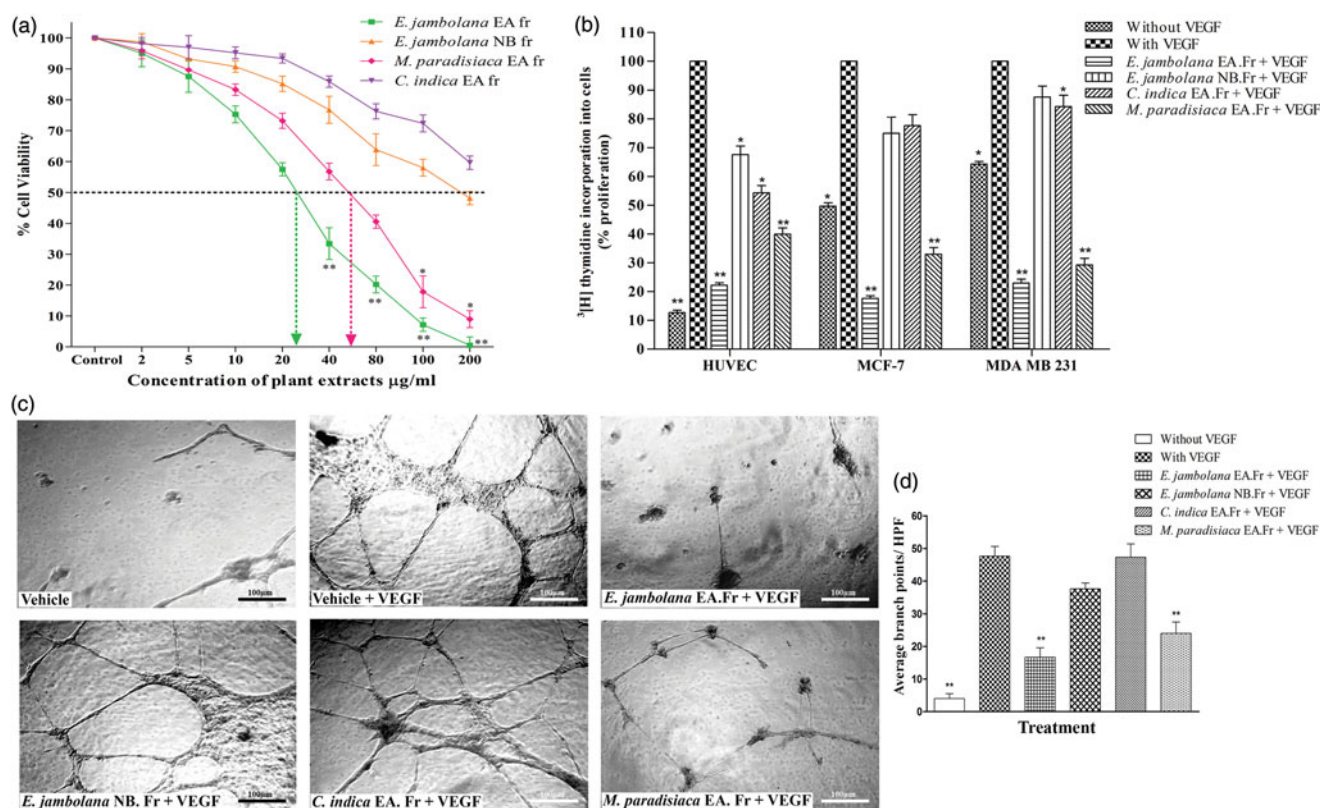 (a)
E. jambolana EA fr
E. jambolana NB fr
M. paradisiaca EA fr
C. indica EA fr
% Cell Viability
100
90
80
70
60
50
40
30
20
10
0
**
**
**
**
*
*
Control 2 5 10 20 40 80 100 200
Concentration of plant extracts µg/ml
(b)
Without VEGF
With VEGF
E. jambolana EA.Fr + VEGF
E. jambolana NB.Fr + VEGF
C. indica EA.Fr + VEGF
M. paradisiaca EA.Fr + VEGF
³[H] thymidine incorporation into cells
(% proliferation)
100
90
80
70
60
50
40
30
20
10
0
** ** * * **
* ** **
* ** * **
HUVEC MCF-7 MDA MB 231
(c)
Vehicle 100µm
Vehicle + VEGF 100µm
E. jambolana EA.Fr + VEGF 100µm
E. jambolana NB. Fr + VEGF 100µm
C. indica EA. Fr + VEGF 100µm
M. paradisiaca EA. Fr + VEGF 100µm
(d)
Without VEGF
With VEGF
E. jambolana EA.Fr + VEGF
E. jambolana NB.Fr + VEGF
C. indica EA.Fr + VEGF
M. paradisiaca EA.Fr + VEGF
Average branch points/ HPF
60
50
40
30
20
10
0
** ** **
Treatment